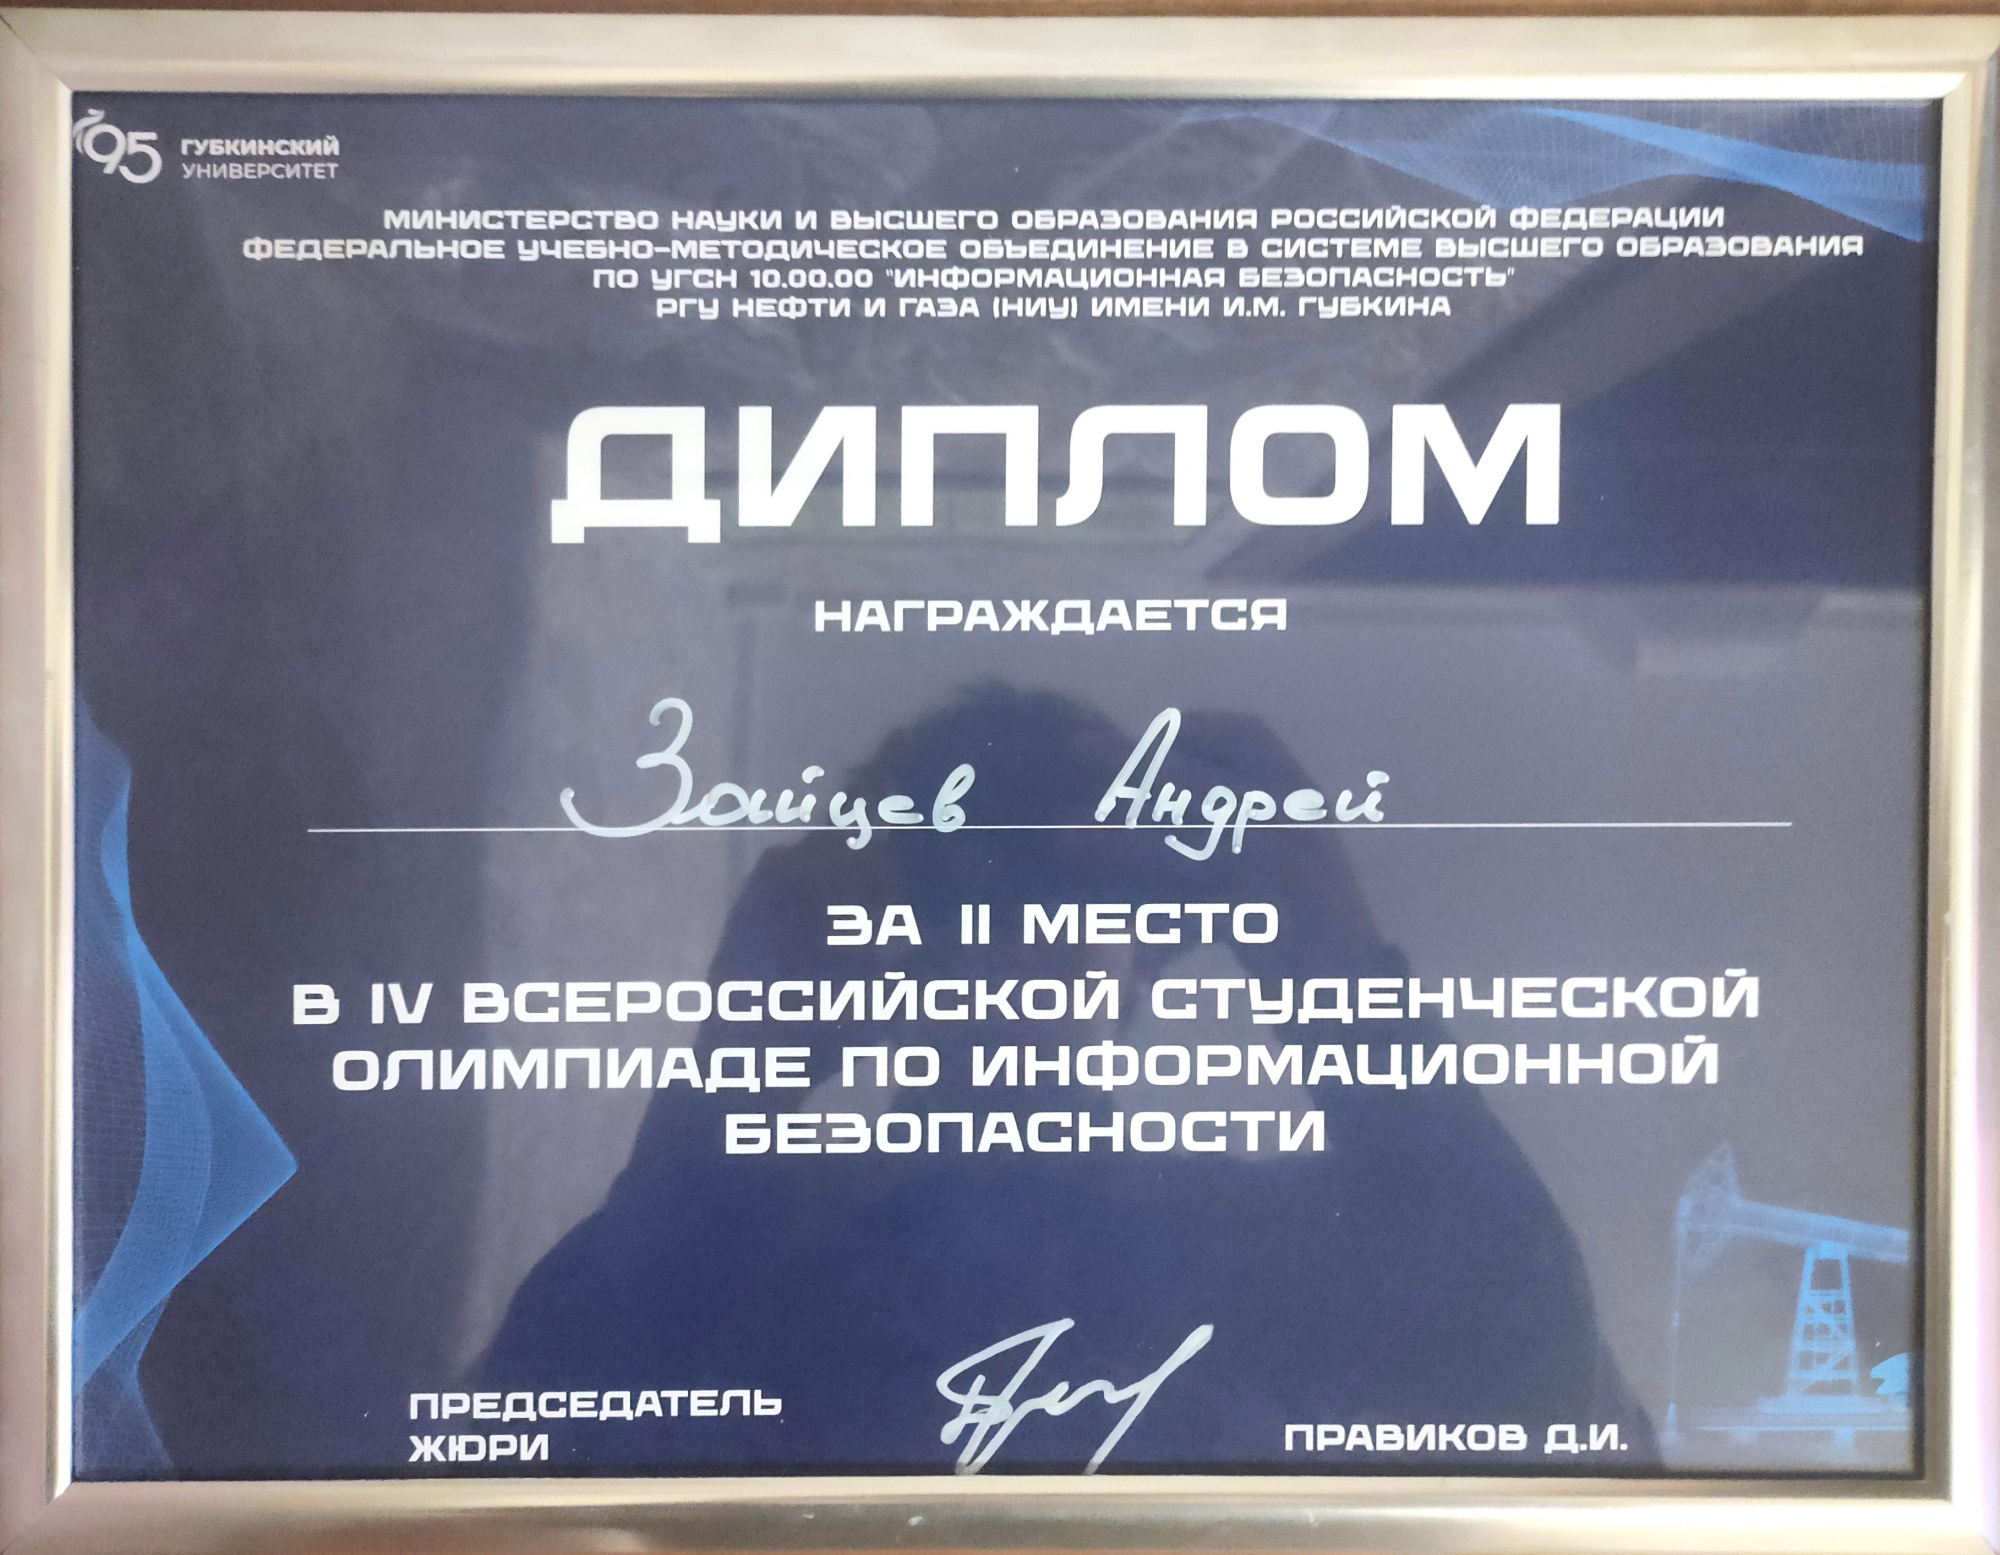 95 ГУБКИНСКИЙ
УНИВЕРСИТЕТ
МИНИСТЕРСТВО НАУКИ И ВЫСШЕГО ОБРАЗОВАНИЯ РОССИЙСКОЙ ФЕДЕРАЦИИ
ФЕДЕРАЛЬНОЕ УЧЕБНО-МЕТОДИЧЕСКОЕ ОБЪЕДИНЕНИЕ В СИСТЕМЕ ВЫСШЕГО ОБРАЗОВАНИЯ
ПО УГСН 10.00.00 "ИНФОРМАЦИОННАЯ БЕЗОПАСНОСТЬ"
РГУ НЕФТИ И ГАЗА (НИУ) ИМЕНИ И.М. ГУБКИНА
ДИПЛОМ
НАГРАЖДАЕТСЯ
Зайцев Андрей
ЗА II МЕСТО
В IV ВСЕРОССИЙСКОЙ СТУДЕНЧЕСКОЙ
ОЛИМПИАДЕ ПО ИНФОРМАЦИОННОЙ
БЕЗОПАСНОСТИ
ПРЕДСЕДАТЕЛЬ
ЖЮРИ
ПРАВИКОВ Д.И.